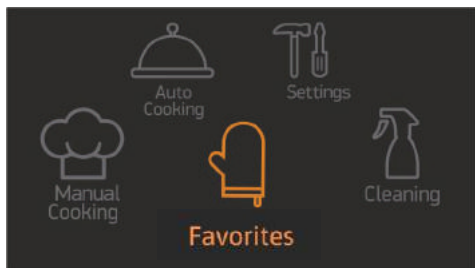 Auto
Cooking
Settings
Manual
Cooking
Cleaning
Favorites